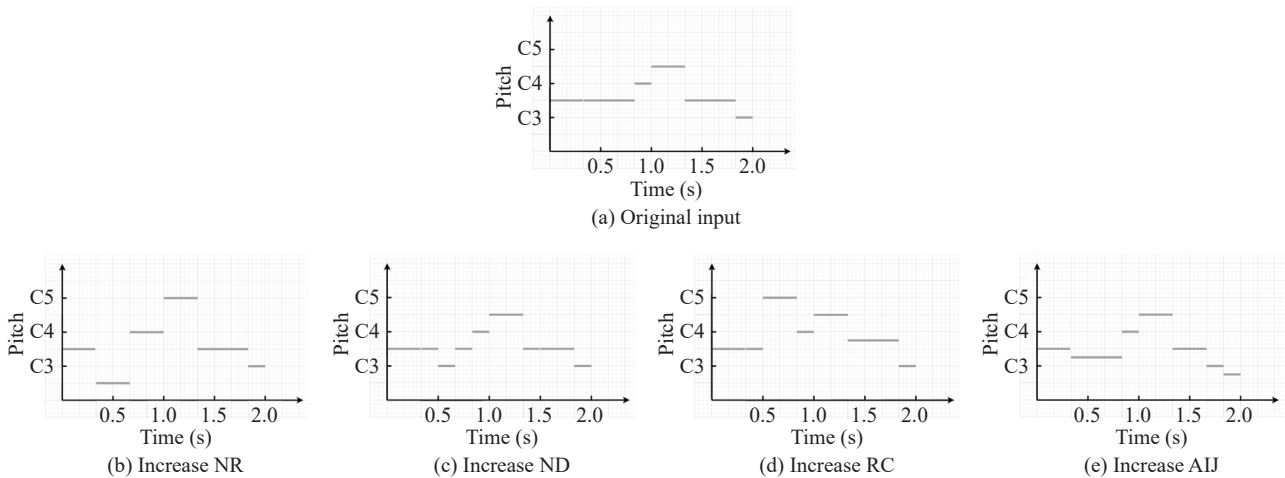 C5
C4
C3
Pitch
0.5 1.0 1.5 2.0
Time (s)
(a) Original input
C5
C4
C3
Pitch
0.5 1.0 1.5 2.0
Time (s)
(b) Increase NR
C5
C4
C3
Pitch
0.5 1.0 1.5 2.0
Time (s)
(c) Increase ND
C5
C4
C3
Pitch
0.5 1.0 1.5 2.0
Time (s)
(d) Increase RC
C5
C4
C3
Pitch
0.5 1.0 1.5 2.0
Time (s)
(e) Increase AIJ